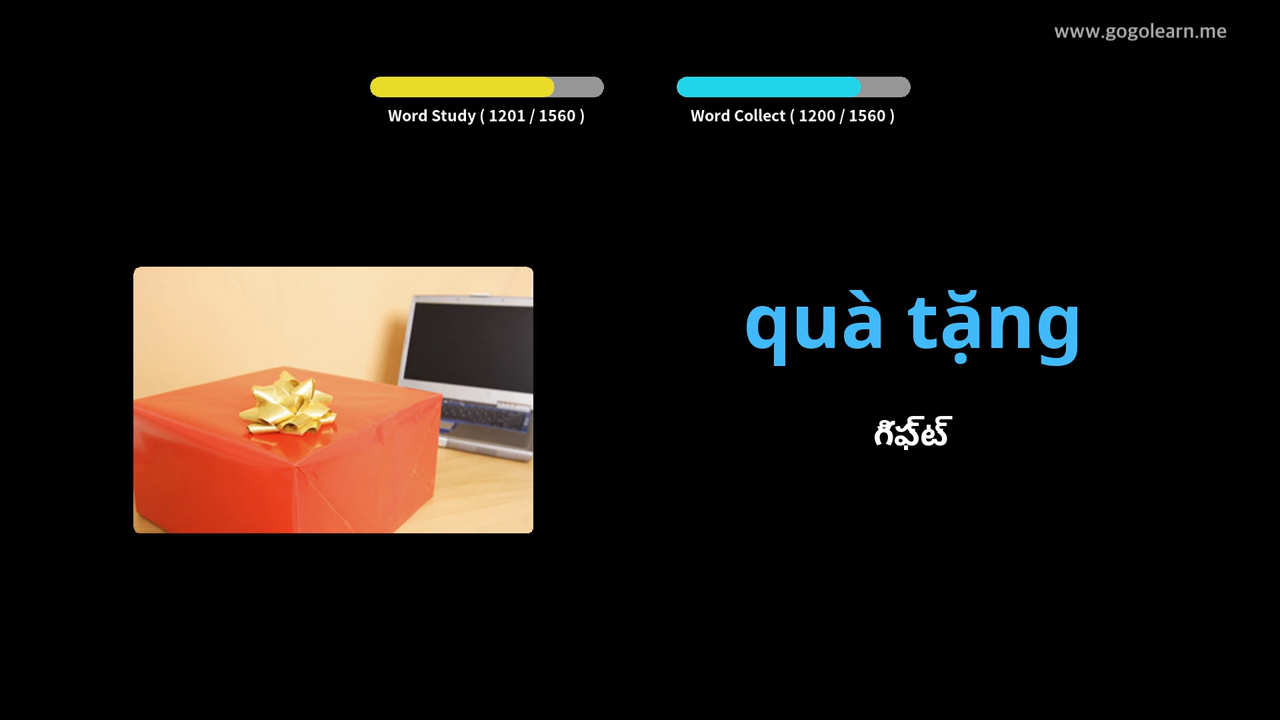 www.gogolearn.me
Word Study ( 1201 / 1560 )
Word Collect ( 1200 / 1560 )
quà tặng
గిఫ్ట్